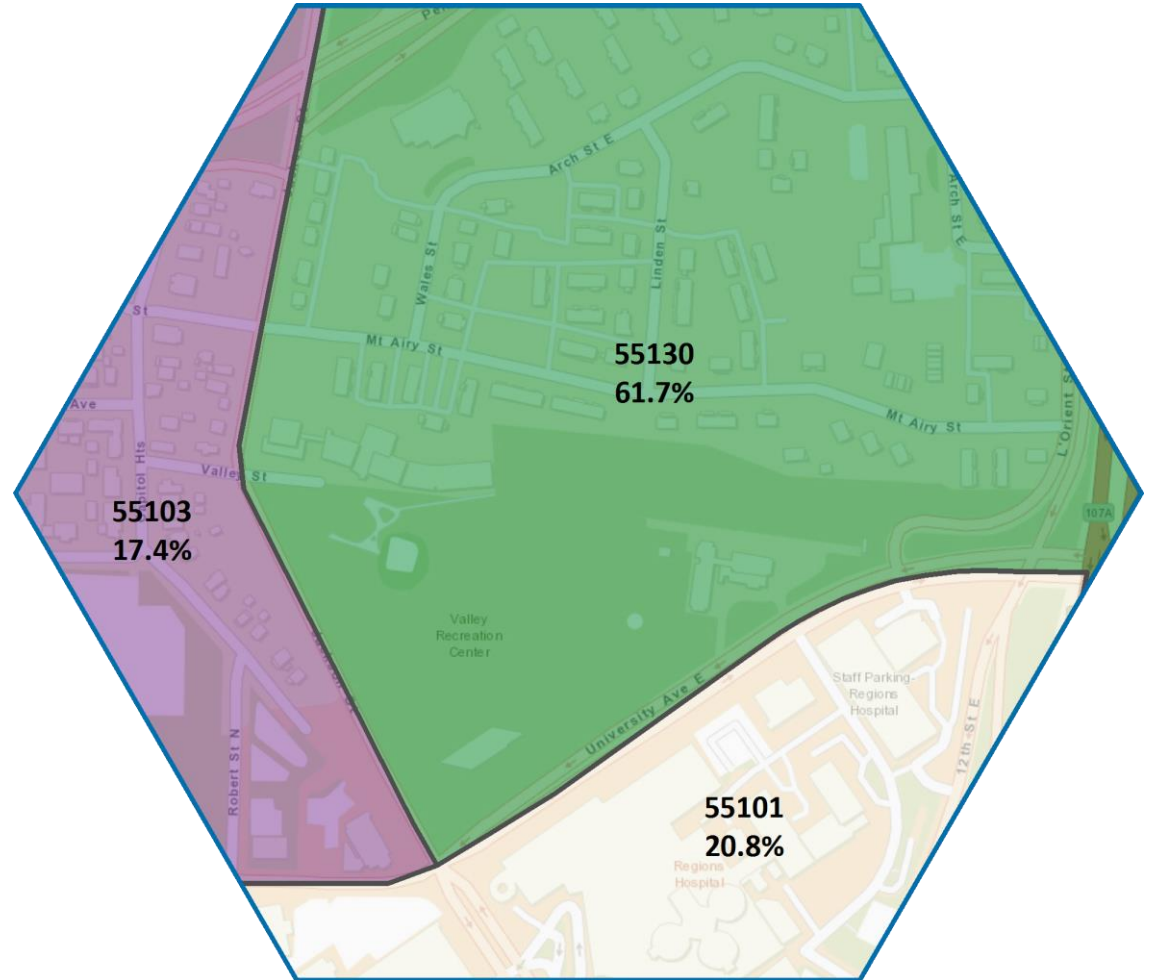 Arch St E
Arch St E
Wales St
Linden St
St
Mt Airy St
55130
61.7%
Ave
Mt Airy St
L'Orient St
Valley St
55103
17.4%
107A
Valley
Recreation
Center
Staff Parking-
Regions
Hospital
University Ave E
12th St E
Robert St N
55101
20.8%
Regions
Hospital